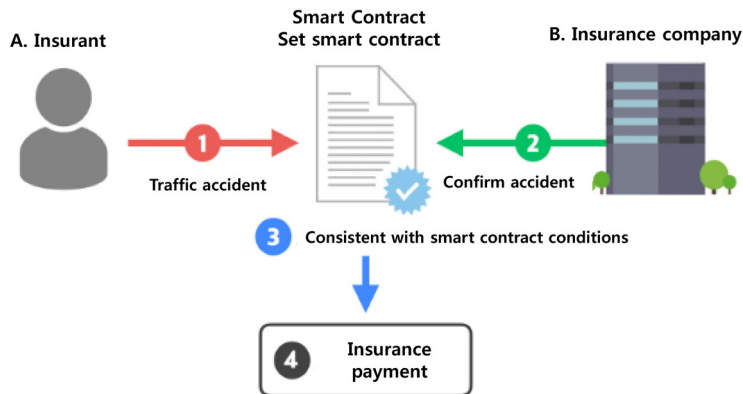 Smart Contract
Set smart contract
A. Insurant
B. Insurance company
1
2
Traffic accident
Confirm accident
3 Consistent with smart contract conditions
4 Insurance
payment